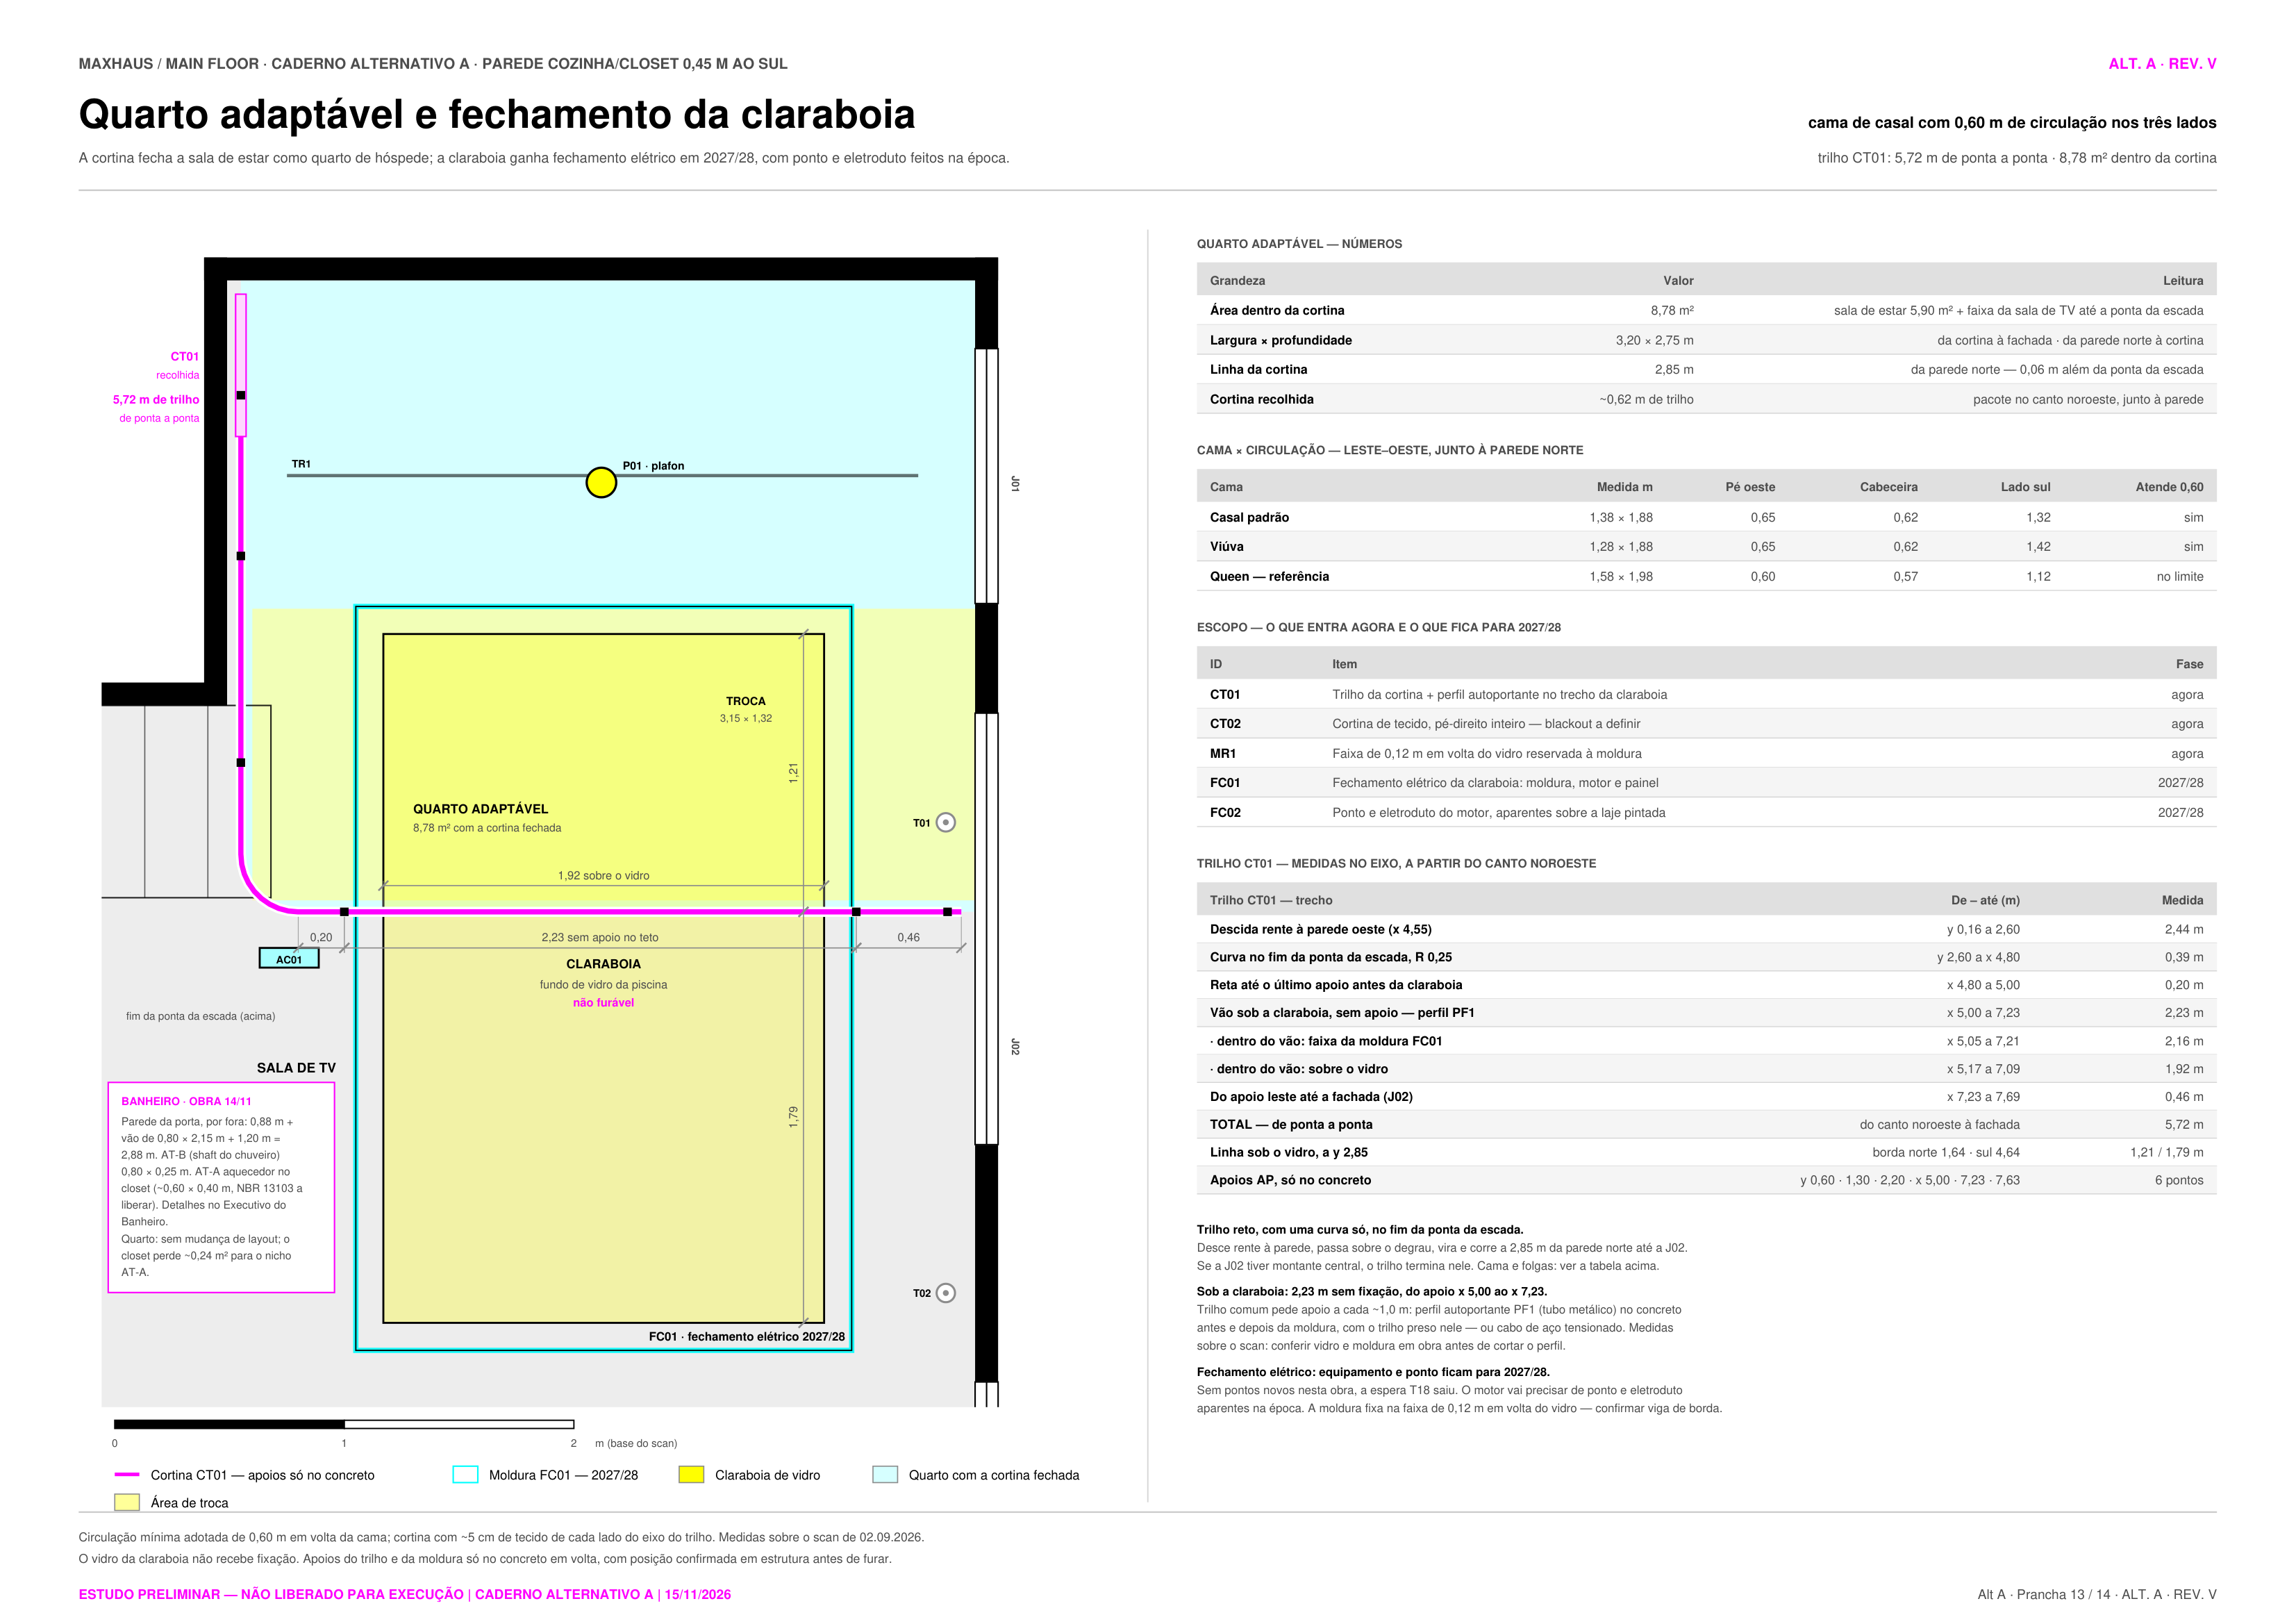 MAXHAUS / MAIN FLOOR · CADERNO ALTERNATIVO A · PAREDE COZINHA/CLOSET 0,45 M AO SUL
ALT. A · REV. V
Quarto adaptável e fechamento da claraboia
cama de casal com 0,60 m de circulação nos três lados
A cortina fecha a sala de estar como quarto de hóspede; a claraboia ganha fechamento elétrico em 2027/28, com ponto e eletroduto feitos na época.
trilho CT01: 5,72 m de ponta a ponta · 8,78 m² dentro da cortina
CT01
recolhida
5,72 m de trilho
de ponta a ponta
TR1
P01 · plafon
J01
TROCA
3,15 × 1,32
1,21
QUARTO ADAPTÁVEL
8,78 m² com a cortina fechada
T01
1,92 sobre o vidro
0,20
2,23 sem apoio no teto
0,46
AC01
CLARABOIA
fundo de vidro da piscina
não furável
fim da ponta da escada (acima)
J02
SALA DE TV
BANHEIRO · OBRA 14/11
Parede da porta, por fora: 0,88 m +
vão de 0,80 × 2,15 m + 1,20 m =
2,88 m. AT-B (shaft do chuveiro)
0,80 × 0,25 m. AT-A aquecedor no
closet (~0,60 × 0,40 m, NBR 13103 a
liberar). Detalhes no Executivo do
Banheiro.
Quarto: sem mudança de layout; o
closet perde ~0,24 m² para o nicho
AT-A.
1,79
T02
FC01 · fechamento elétrico 2027/28
0 1 2 m (base do scan)
Cortina CT01 — apoios só no concreto
Moldura FC01 — 2027/28
Claraboia de vidro
Quarto com a cortina fechada
Área de troca
QUARTO ADAPTÁVEL — NÚMEROS
Grandeza Valor Leitura
Área dentro da cortina 8,78 m² sala de estar 5,90 m² + faixa da sala de TV até a ponta da escada
Largura × profundidade 3,20 × 2,75 m da cortina à fachada · da parede norte à cortina
Linha da cortina 2,85 m da parede norte — 0,06 m além da ponta da escada
Cortina recolhida ~0,62 m de trilho pacote no canto noroeste, junto à parede
CAMA × CIRCULAÇÃO — LESTE–OESTE, JUNTO À PAREDE NORTE
Cama Medida m Pé oeste Cabeceira Lado sul Atende 0,60
Casal padrão 1,38 × 1,88 0,65 0,62 1,32 sim
Viúva 1,28 × 1,88 0,65 0,62 1,42 sim
Queen — referência 1,58 × 1,98 0,60 0,57 1,12 no limite
ESCOPO — O QUE ENTRA AGORA E O QUE FICA PARA 2027/28
ID Item Fase
CT01 Trilho da cortina + perfil autoportante no trecho da claraboia agora
CT02 Cortina de tecido, pé-direito inteiro — blackout a definir agora
MR1 Faixa de 0,12 m em volta do vidro reservada à moldura agora
FC01 Fechamento elétrico da claraboia: moldura, motor e painel 2027/28
FC02 Ponto e eletroduto do motor, aparentes sobre a laje pintada 2027/28
TRILHO CT01 — MEDIDAS NO EIXO, A PARTIR DO CANTO NOROESTE
Trilho CT01 — trecho De – até (m) Medida
Descida rente à parede oeste (x 4,55) y 0,16 a 2,60 2,44 m
Curva no fim da ponta da escada, R 0,25 y 2,60 a x 4,80 0,39 m
Reta até o último apoio antes da claraboia x 4,80 a 5,00 0,20 m
Vão sob a claraboia, sem apoio — perfil PF1 x 5,00 a 7,23 2,23 m
· dentro do vão: faixa da moldura FC01 x 5,05 a 7,21 2,16 m
· dentro do vão: sobre o vidro x 5,17 a 7,09 1,92 m
Do apoio leste até a fachada (J02) x 7,23 a 7,69 0,46 m
TOTAL — de ponta a ponta do canto noroeste à fachada 5,72 m
Linha sob o vidro, a y 2,85 borda norte 1,64 · sul 4,64 1,21 / 1,79 m
Apoios AP, só no concreto y 0,60 · 1,30 · 2,20 · x 5,00 · 7,23 · 7,63 6 pontos
Trilho reto, com uma curva só, no fim da ponta da escada.
Desce rente à parede, passa sobre o degrau, vira e corre a 2,85 m da parede norte até a J02.
Se a J02 tiver montante central, o trilho termina nele. Cama e folgas: ver a tabela acima.
Sob a claraboia: 2,23 m sem fixação, do apoio x 5,00 ao x 7,23.
Trilho comum pede apoio a cada ~1,0 m: perfil autoportante PF1 (tubo metálico) no concreto
antes e depois da moldura, com o trilho preso nele — ou cabo de aço tensionado. Medidas
sobre o scan: conferir vidro e moldura em obra antes de cortar o perfil.
Fechamento elétrico: equipamento e ponto ficam para 2027/28.
Sem pontos novos nesta obra, a espera T18 saiu. O motor vai precisar de ponto e eletroduto
aparentes na época. A moldura fixa na faixa de 0,12 m em volta do vidro — confirmar viga de borda.
Circulação mínima adotada de 0,60 m em volta da cama; cortina com ~5 cm de tecido de cada lado do eixo do trilho. Medidas sobre o scan de 02.09.2026.
O vidro da claraboia não recebe fixação. Apoios do trilho e da moldura só no concreto em volta, com posição confirmada em estrutura antes de furar.
ESTUDO PRELIMINAR — NÃO LIBERADO PARA EXECUÇÃO | CADERNO ALTERNATIVO A | 15/11/2026
Alt A · Prancha 13 / 14 · ALT. A · REV. V